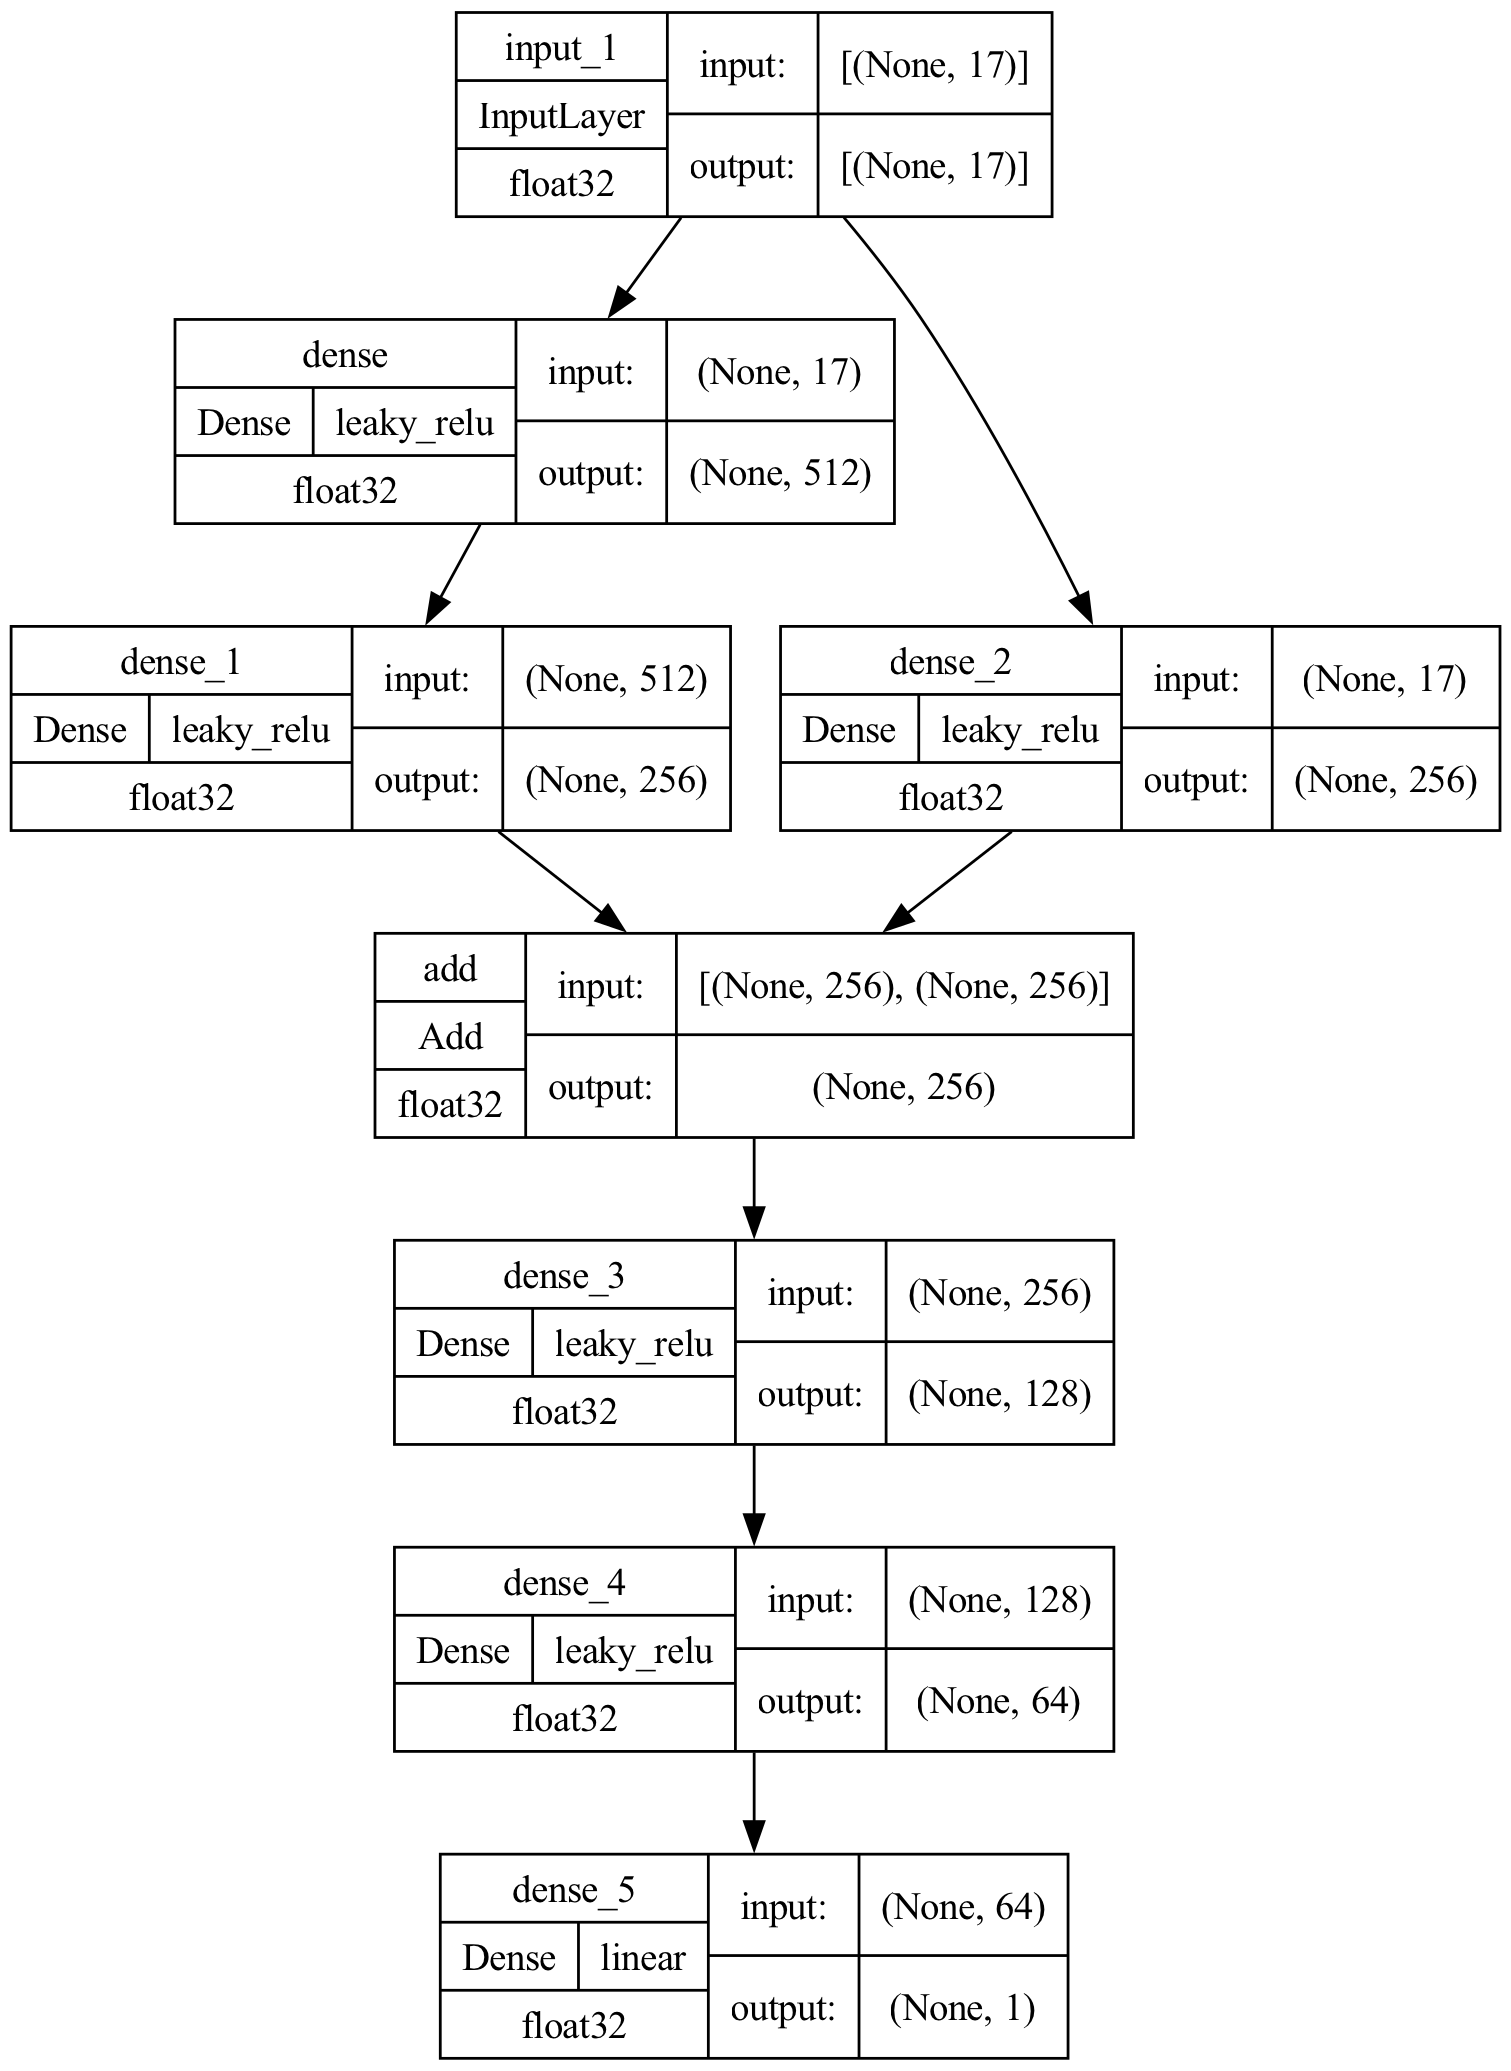 input_1
InputLayer
float32
input:
[(None, 17)]
output:
[(None, 17)]
dense
Dense
leaky_relu
float32
input:
(None, 17)
output:
(None, 512)
dense_1
Dense
leaky_relu
float32
input:
(None, 512)
output:
(None, 256)
dense_2
Dense
leaky_relu
float32
input:
(None, 17)
output:
(None, 256)
add
Add
float32
input:
[(None, 256), (None, 256)]
output:
(None, 256)
dense_3
Dense
leaky_relu
float32
input:
(None, 256)
output:
(None, 128)
dense_4
Dense
leaky_relu
float32
input:
(None, 128)
output:
(None, 64)
dense_5
Dense
linear
float32
input:
(None, 64)
output:
(None, 1)